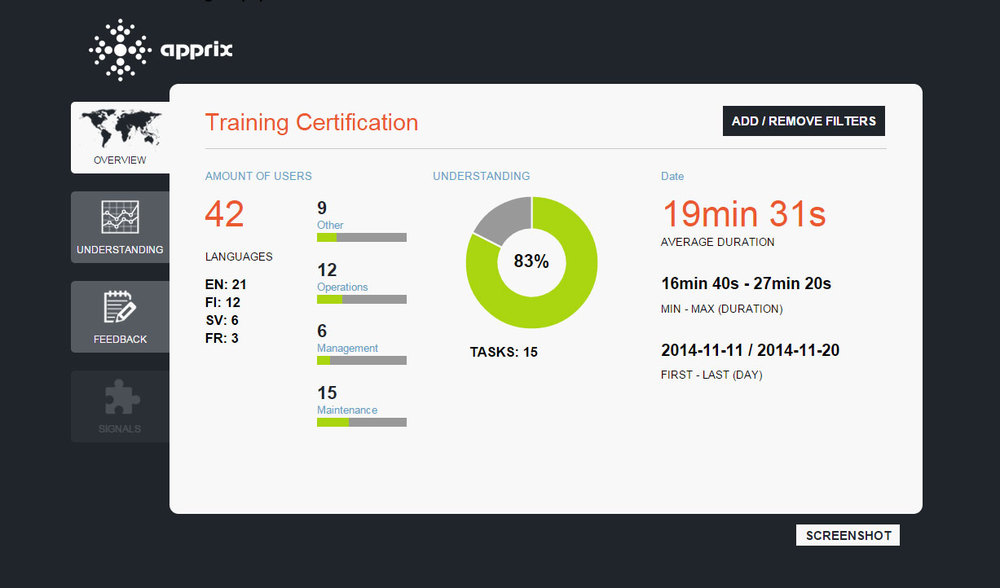 apprix
OVERVIEW
UNDERSTANDING
FEEDBACK
SIGNALS
Training Certification
ADD / REMOVE FILTERS
AMOUNT OF USERS
42
LANGUAGES
EN: 21
FI: 12
SV: 6
FR: 3
9
Other
12
Operations
6
Management
15
Maintenance
UNDERSTANDING
83%
TASKS: 15
Date
19min 31s
AVERAGE DURATION
16min 40s - 27min 20s
MIN - MAX (DURATION)
2014-11-11 / 2014-11-20
FIRST - LAST (DAY)
SCREENSHOT